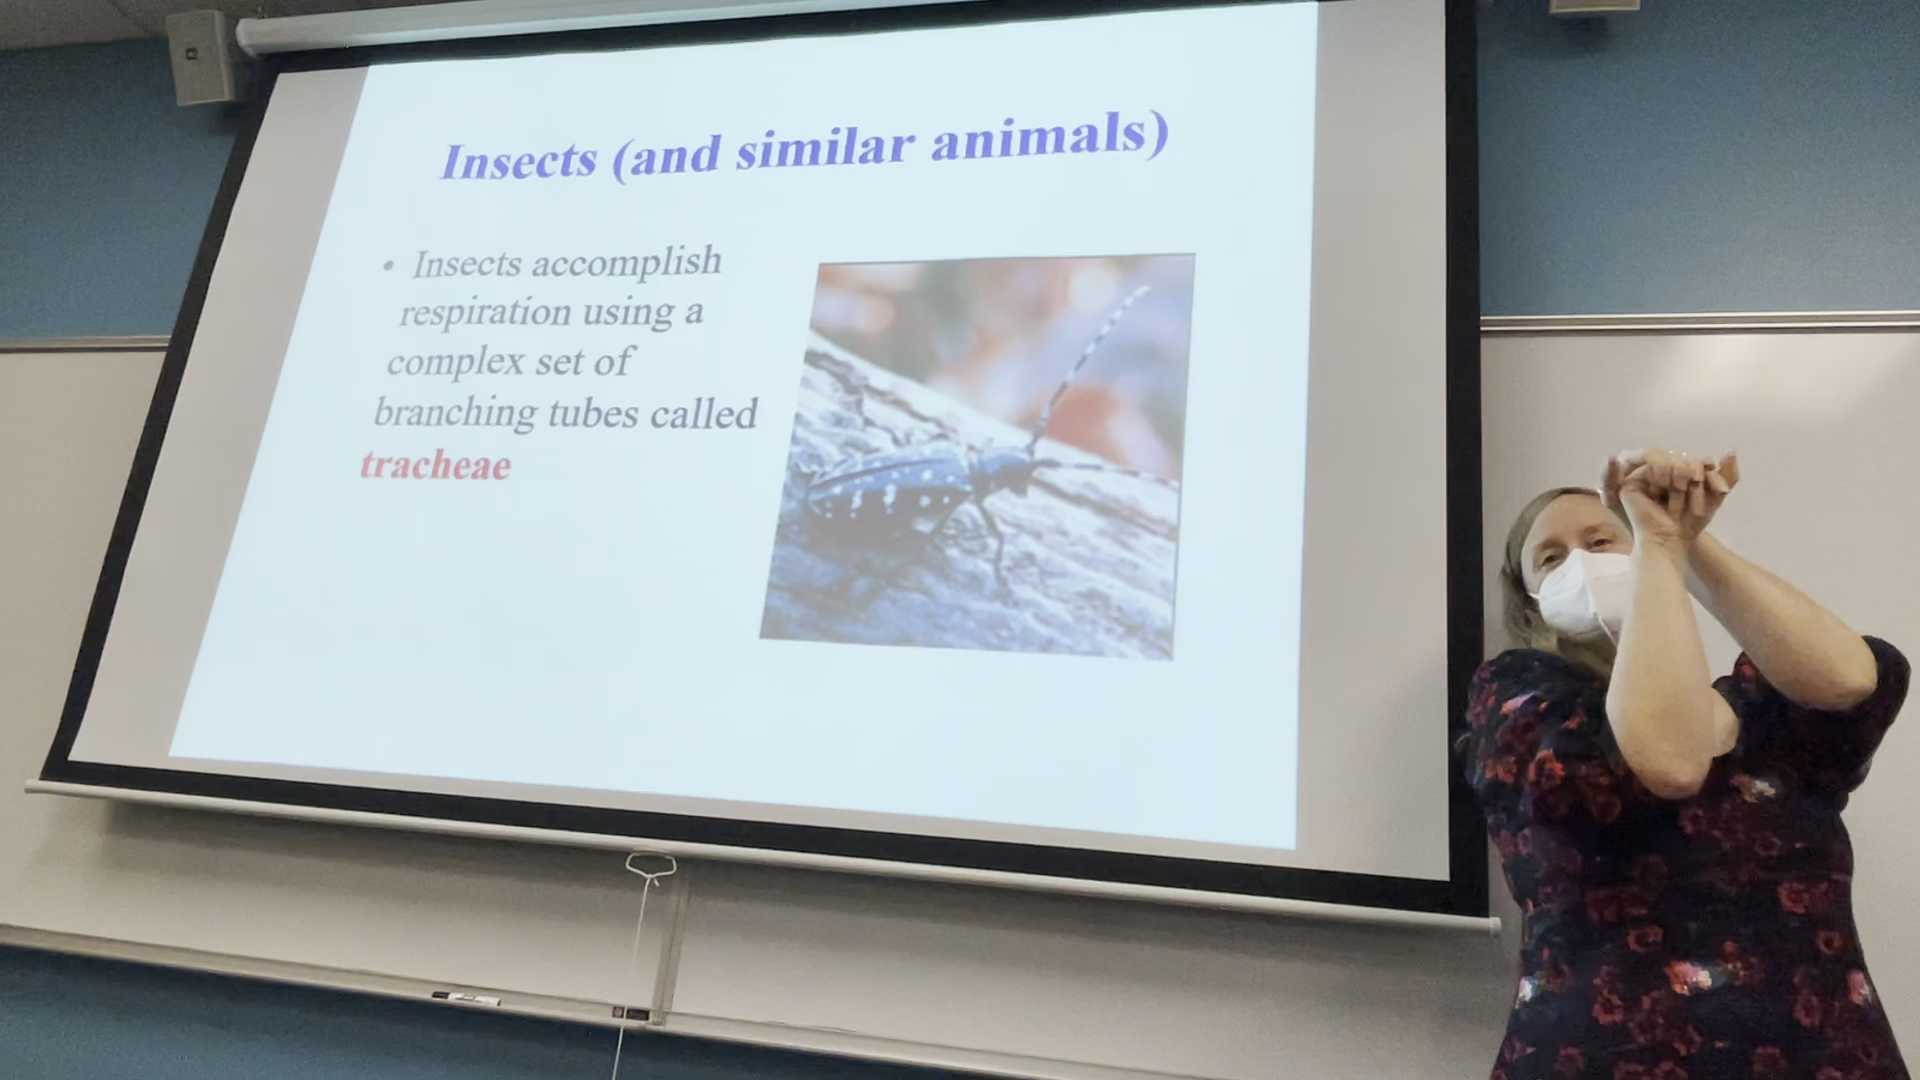 Insects (and similar animals)
• Insects accomplish
respiration using a
complex set of
branching tubes called
tracheae